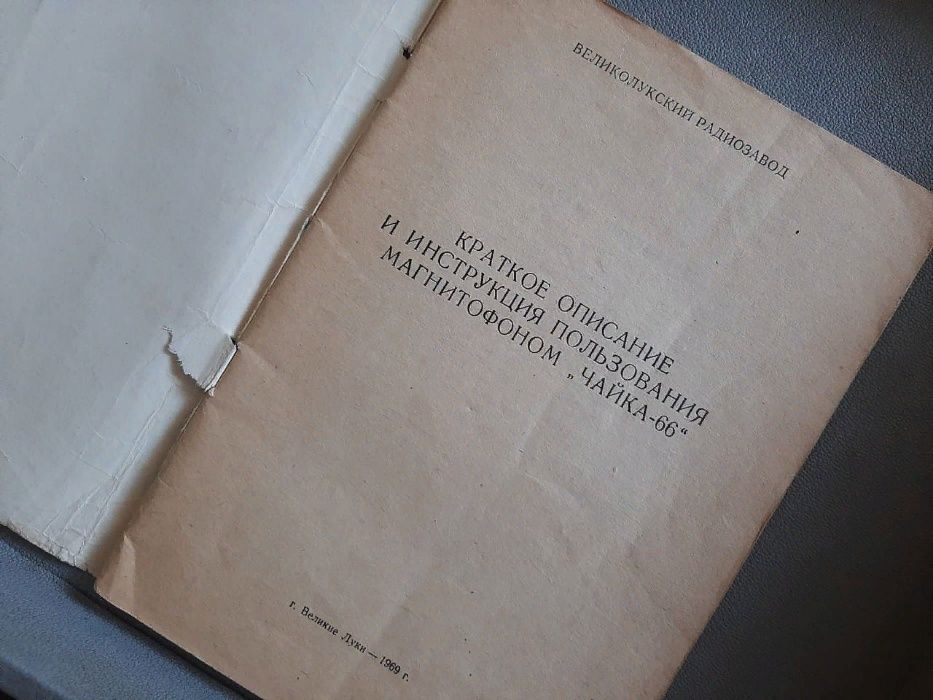 ВЕЛИКОЛУКСКИЙ РАДИОЗАВОД
КРАТКОЕ ОПИСАНИЕ
И ИНСТРУКЦИЯ ПОЛЬЗОВАНИЯ
МАГНИТОФОНОМ „ЧАЙКА-66“
г. Великие Луки — 1969 г.